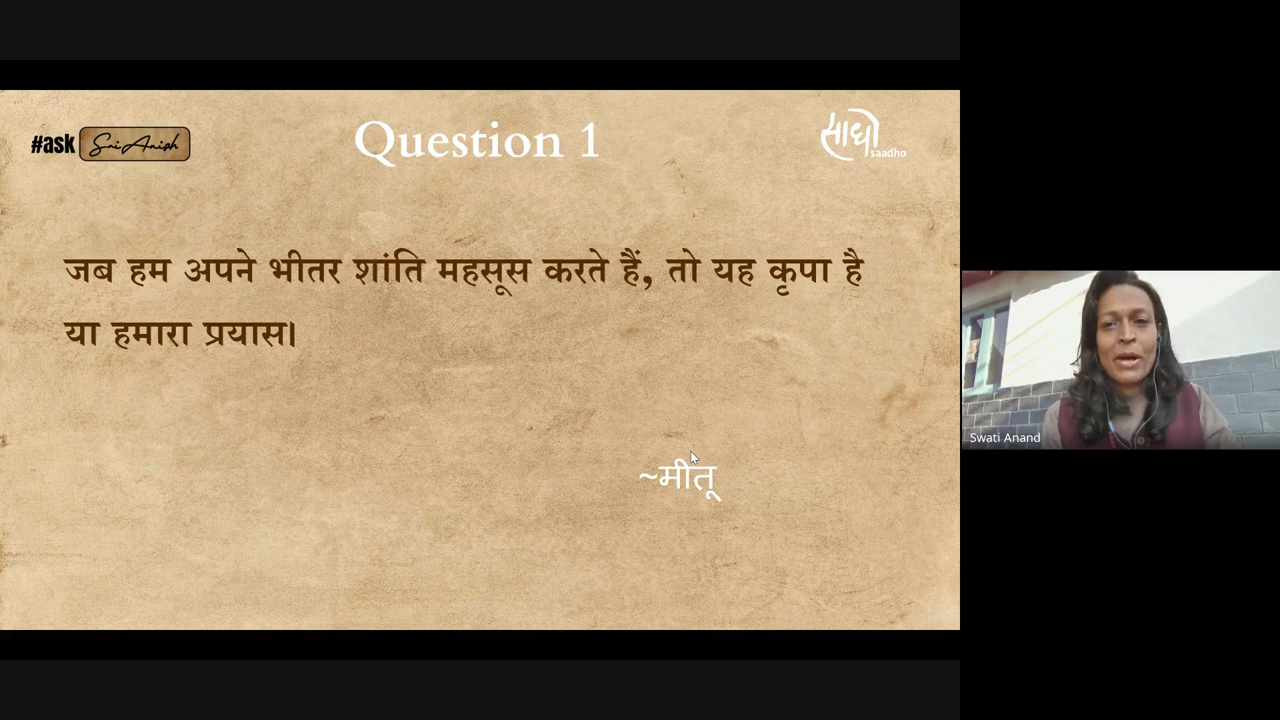 #ask Sri Anish
Question 1
साधो
saadho
जब हम अपने भीतर शांति महसूस करते हैं, तो यह कृपा है
या हमारा प्रयास।
~मीतू
Swati Anand